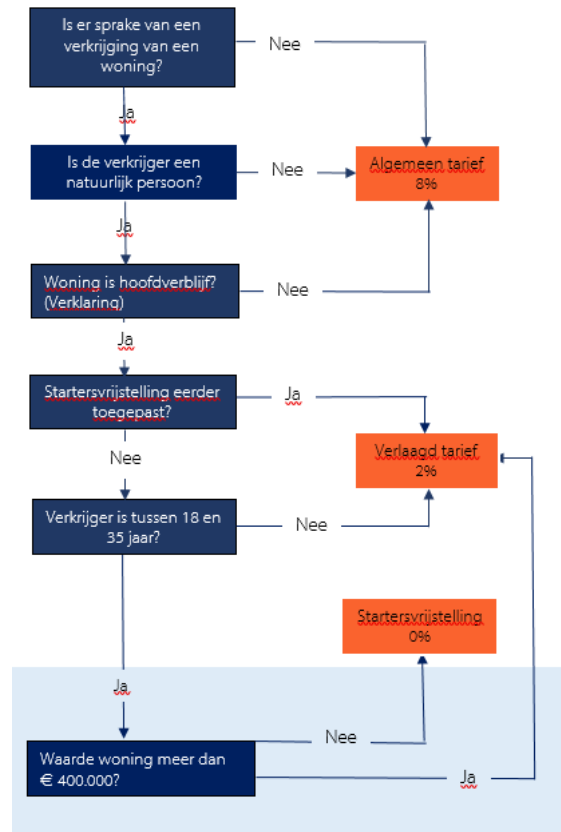 Is er sprake van een
verkrijging van een
woning?
Nee
Ja
Is de verkrijger een
natuurlijk persoon?
Nee
Algemeen tarief
8%
Ja
Woning is hoofdverblijf?
(Verklaring)
Nee
Ja
Startersvrijstelling eerder
toegepast?
Ja
Nee
Verlaagd tarief
2%
Verkrijger is tussen 18 en
35 jaar?
Nee
Startersvrijstelling
0%
Ja
Nee
Waarde woning meer dan
€ 400.000?
Ja